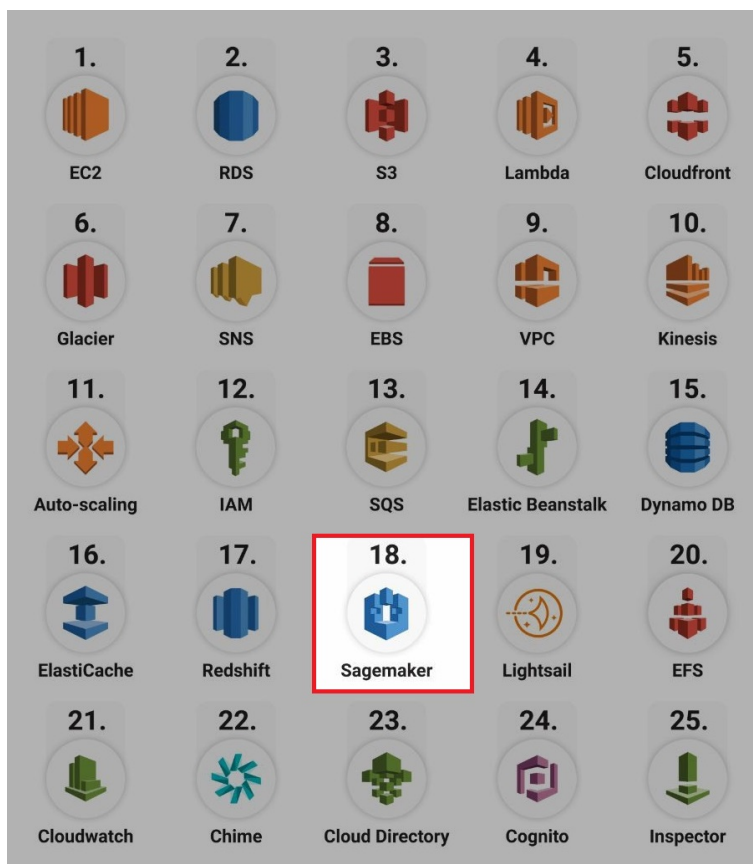 1. 2. 3. 4. 5.
EC2 RDS S3 Lambda Cloudfront
6. 7. 8. 9. 10.
Glacier SNS EBS VPC Kinesis
11. 12. 13. 14. 15.
Auto-scaling IAM SQS Elastic Beanstalk Dynamo DB
16. 17. 18. 19. 20.
ElastiCache Redshift Sagemaker Lightsail EFS
21. 22. 23. 24. 25.
Cloudwatch Chime Cloud Directory Cognito Inspector